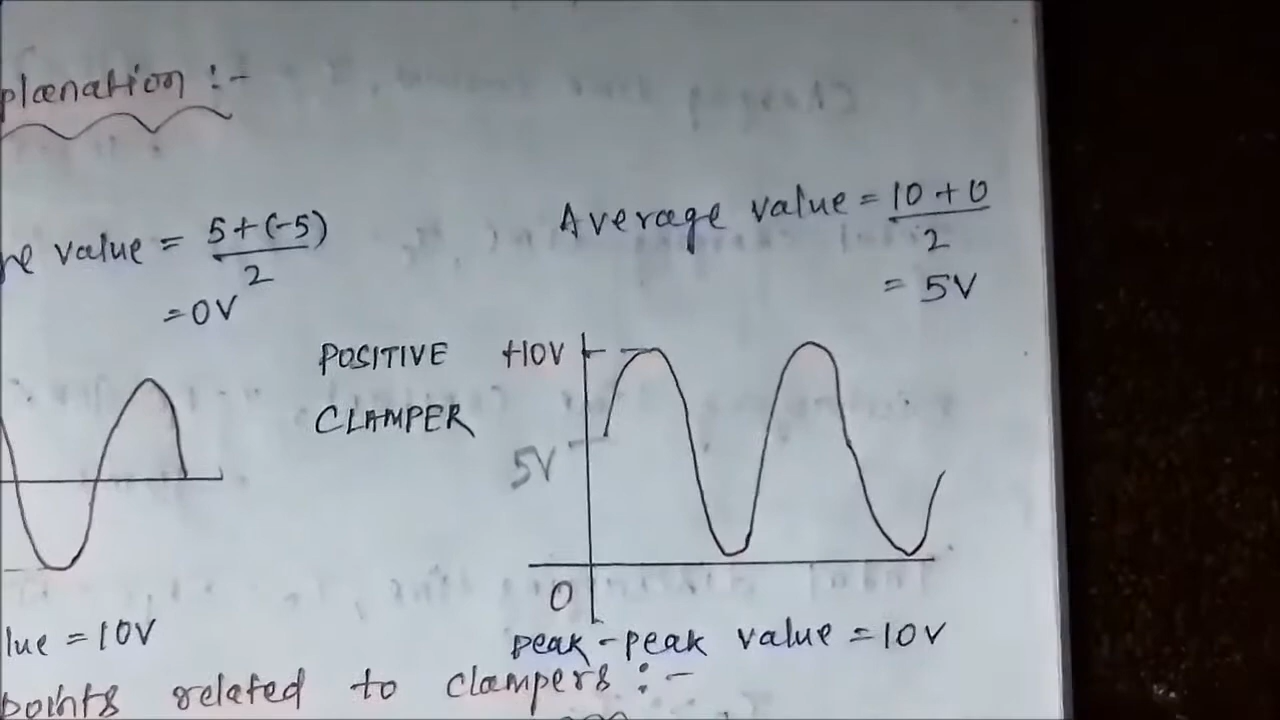 planation :-
ge value = 5+(-5)
2
= 0V
Average value = 10 + 0
2
= 5V
POSITIVE
CLAMPER
+10V
5V
0
lue = 10V
peak-peak value = 10V
points related to clampers :-